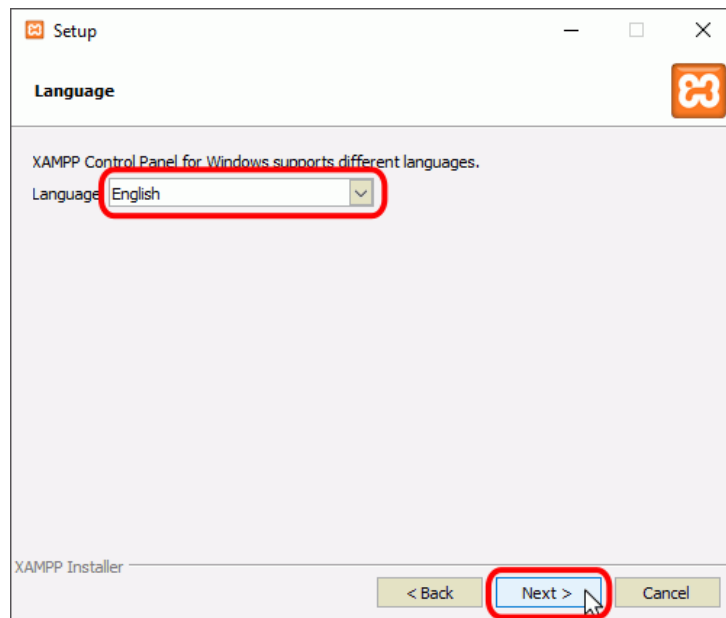 Setup
Language
XAMPP Control Panel for Windows supports different languages.
Language English
XAMPP Installer
< Back Next > Cancel